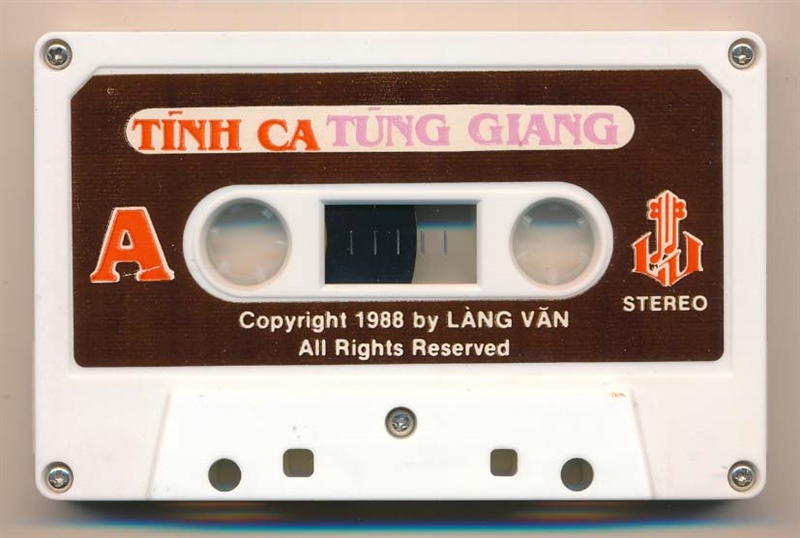 TÌNH CA TÙNG GIANG
A
STEREO
Copyright 1988 by LÀNG VĂN
All Rights Reserved